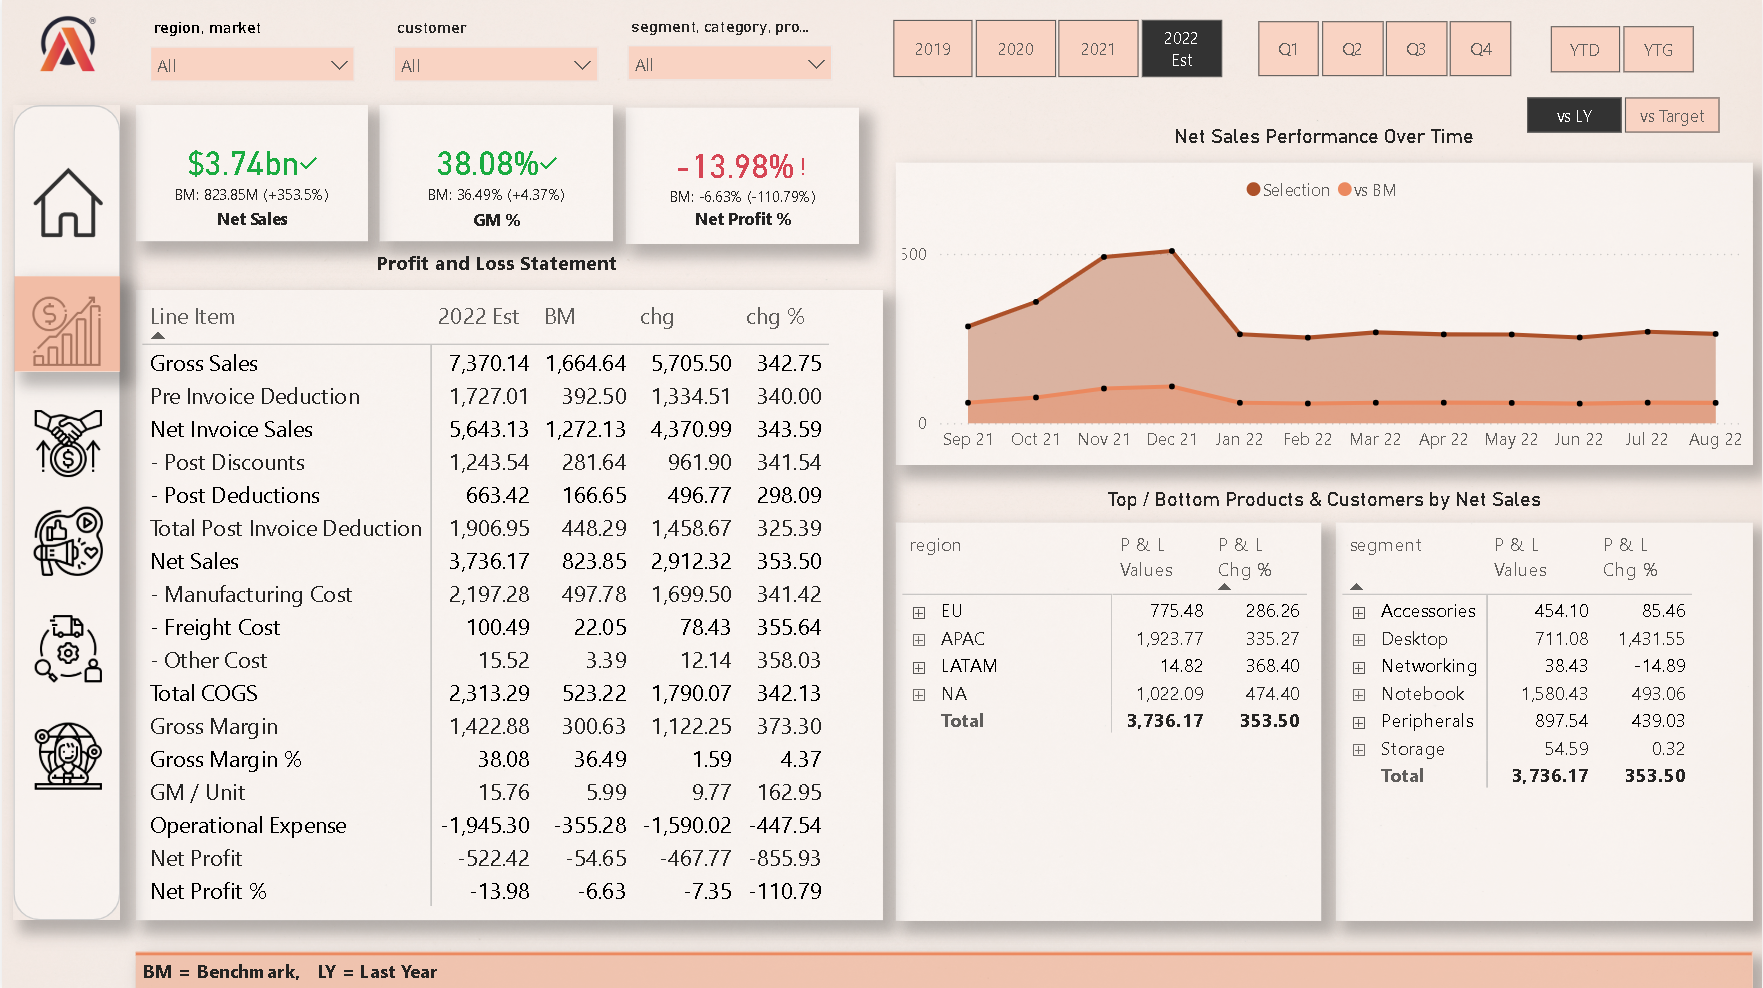 region, market
customer
segment, category, pro...
All
All
All
2019
2020
2021
2022
Est
Q1
Q2
Q3
Q4
YTD
YTG
vs LY
vs Target
$3.74bn✓
BM: 823.85M (+353.5%)
Net Sales
38.08%✓
BM: 36.49% (+4.37%)
GM %
-13.98%!
BM: -6.63% (-110.79%)
Net Profit %
Profit and Loss Statement
Line Item 2022 Est BM chg chg %
Gross Sales 7,370.14 1,664.64 5,705.50 342.75
Pre Invoice Deduction 1,727.01 392.50 1,334.51 340.00
Net Invoice Sales 5,643.13 1,272.13 4,370.99 343.59
- Post Discounts 1,243.54 281.64 961.90 341.54
- Post Deductions 663.42 166.65 496.77 298.09
Total Post Invoice Deduction 1,906.95 448.29 1,458.67 325.39
Net Sales 3,736.17 823.85 2,912.32 353.50
- Manufacturing Cost 2,197.28 497.78 1,699.50 341.42
- Freight Cost 100.49 22.05 78.43 355.64
- Other Cost 15.52 3.39 12.14 358.03
Total COGS 2,313.29 523.22 1,790.07 342.13
Gross Margin 1,422.88 300.63 1,122.25 373.30
Gross Margin % 38.08 36.49 1.59 4.37
GM / Unit 15.76 5.99 9.77 162.95
Operational Expense -1,945.30 -355.28 -1,590.02 -447.54
Net Profit -522.42 -54.65 -467.77 -855.93
Net Profit % -13.98 -6.63 -7.35 -110.79
Net Sales Performance Over Time
Selection vs BM
500
0
Sep 21 Oct 21 Nov 21 Dec 21 Jan 22 Feb 22 Mar 22 Apr 22 May 22 Jun 22 Jul 22 Aug 22
Top / Bottom Products & Customers by Net Sales
region P & L P & L
Values Chg %
EU 775.48 286.26
APAC 1,923.77 335.27
LATAM 14.82 368.40
NA 1,022.09 474.40
Total 3,736.17 353.50
segment P & L P & L
Values Chg %
Accessories 454.10 85.46
Desktop 711.08 1,431.55
Networking 38.43 -14.89
Notebook 1,580.43 493.06
Peripherals 897.54 439.03
Storage 54.59 0.32
Total 3,736.17 353.50
BM = Benchmark, LY = Last Year